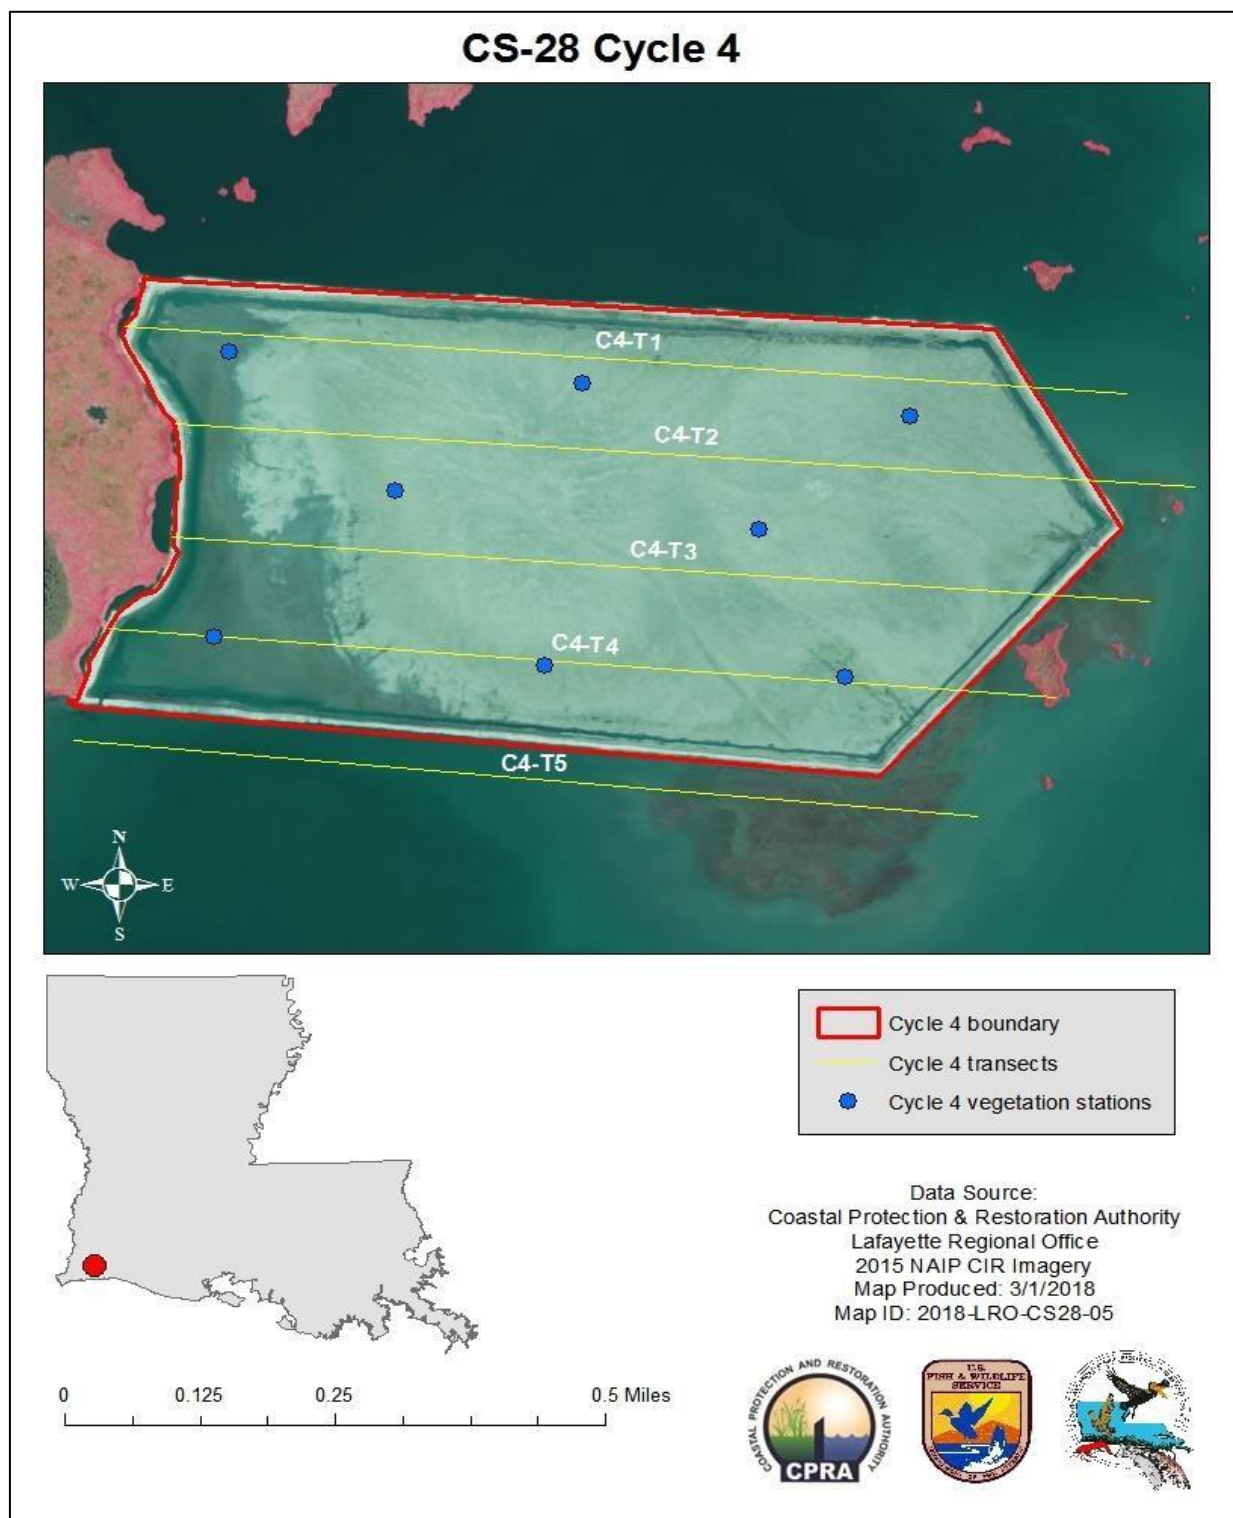 CS-28 Cycle 4
C4-T1
C4-T2
C4-T3
C4-T4
C4-T5
N
W
E
S
Cycle 4 boundary
Cycle 4 transects
Cycle 4 vegetation stations
Data Source:
Coastal Protection & Restoration Authority
Lafayette Regional Office
2015 NAIP CIR Imagery
Map Produced: 3/1/2018
Map ID: 2018-LRO-CS28-05
0
0.125
0.25
0.5 Miles
COASTAL PROTECTION AND RESTORATION AUTHORITY
CPRA
U.S.
FISH & WILDLIFE
SERVICE